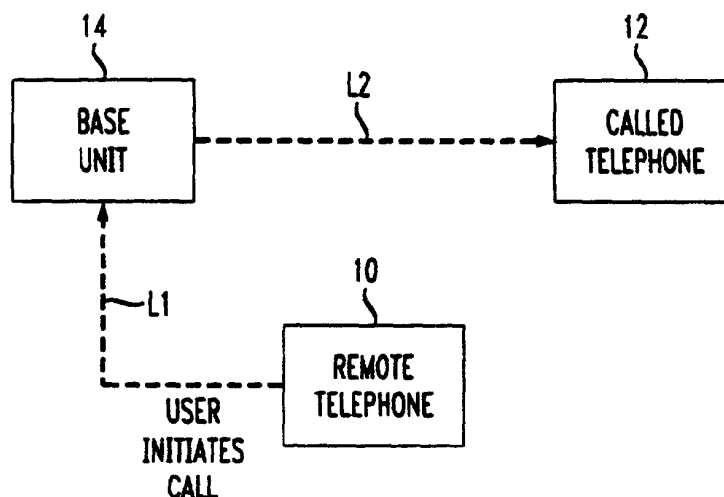 14
BASE
UNIT
L2
12
CALLED
TELEPHONE
L1
10
REMOTE
TELEPHONE
USER
INITIATES
CALL